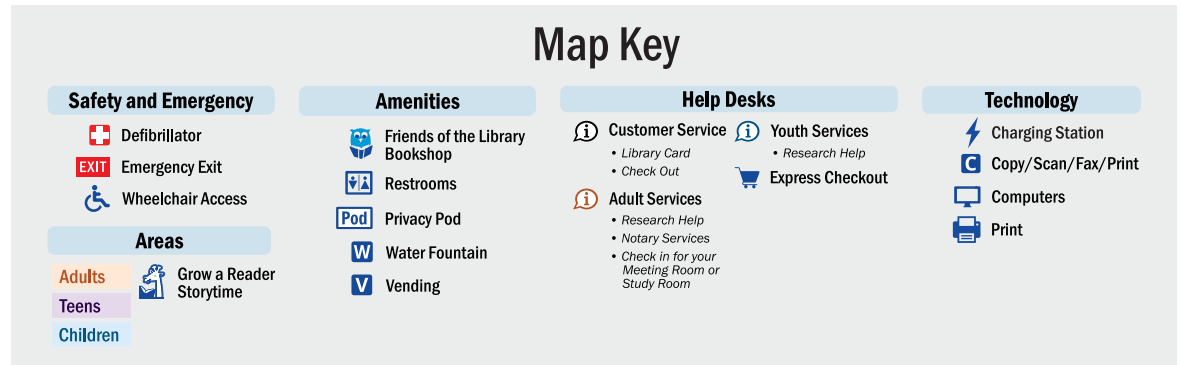 Map Key
Safety and Emergency
Defibrillator
EXIT Emergency Exit
Wheelchair Access
Areas
Adults
Teens
Children
Grow a Reader
Storytime
Amenities
Friends of the Library
Bookshop
Restrooms
Pod Privacy Pod
W Water Fountain
V Vending
Help Desks
i Customer Service
• Library Card
• Check Out
i Adult Services
• Research Help
• Notary Services
• Check in for your
Meeting Room or
Study Room
i Youth Services
• Research Help
Express Checkout
Technology
Charging Station
C Copy/Scan/Fax/Print
Computers
Print